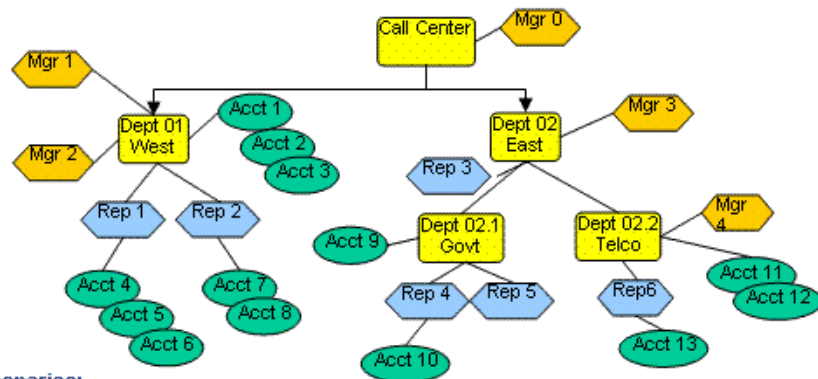 Call Center
Mgr 0
Mgr 1
Mgr 2
Dept 01
West
Acct 1
Acct 2
Acct 3
Dept 02
East
Mgr 3
Rep 3
Rep 1
Rep 2
Acct 9
Dept 02.1
Govt
Dept 02.2
Telco
Mgr
4
Acct 4
Acct 5
Acct 6
Acct 7
Acct 8
Rep 4
Rep 5
Rep6
Acct 11
Acct 12
Acct 10
Acct 13